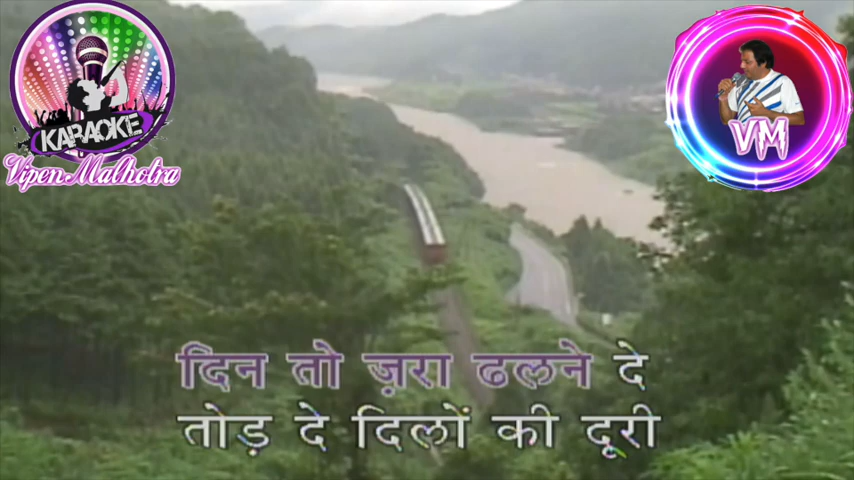 KARAOKE
Vipen Malhotra
VM
दिन तो ज़रा ढलने दे
तोड़ दे दिलों की दूरी